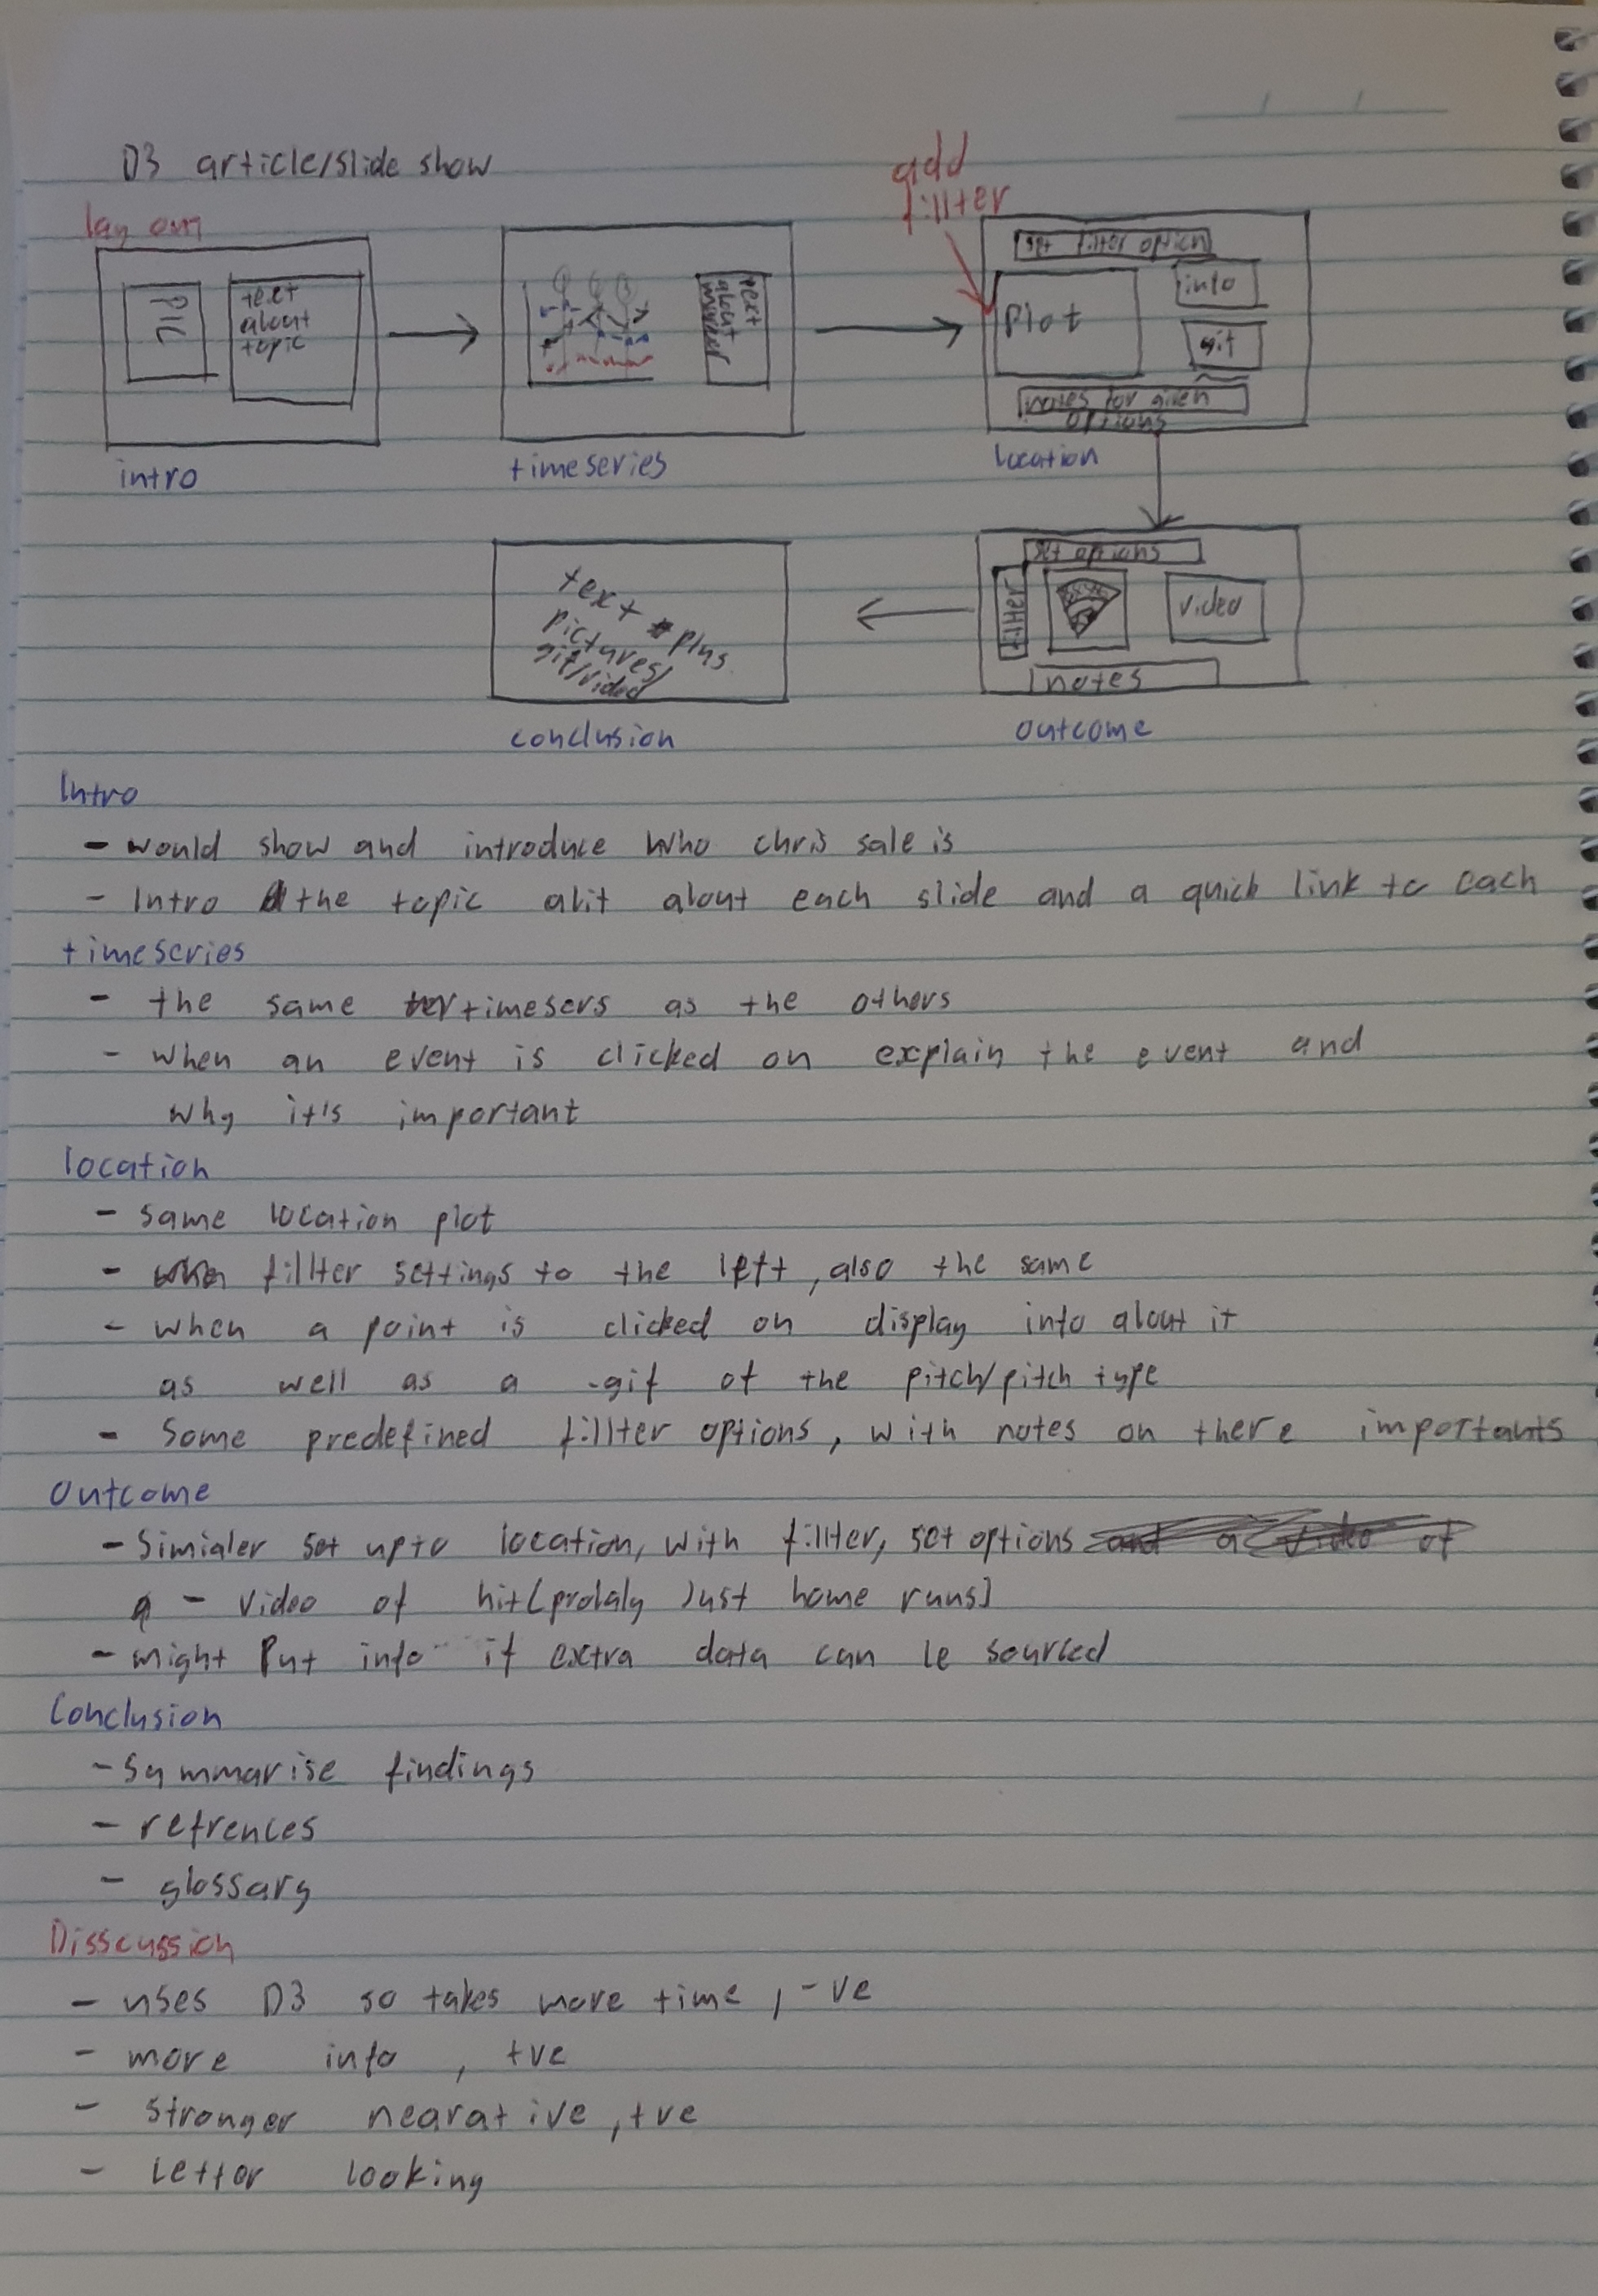 D3 article/slide show
lay out
add
fillter
PIC
text
about
topic
text
about
set filter option
Plot
info
gif
notes for given
options
intro
timeseries
location
text plus
pictures/
gif/video
set options
filter
video
notes
conclusion
outcome
Intro
- would show and introduce who chris sale is
- Intro the topic abit about each slide and a quick link to each
timeseries
- the same timesers as the others
- when an event is clicked on explain the event and
why it's important
location
- same location plot
- fillter settings to the left, also the same
- when a point is clicked on display info about it
as well as a .gif of the pitch/pitch type
- Some predefined fillter options, with notes on there importants
Outcome
- Simialer set up to location, with fillter, set options and a video of
- video of hit (probaly just home runs)
- might Put info if extra data can be sourced
Conclusion
- Summarise findings
- refrences
- glossary
Disscussion
- uses D3 so takes more time, -ve
- more info, +ve
- stronger nearative, +ve
- better looking